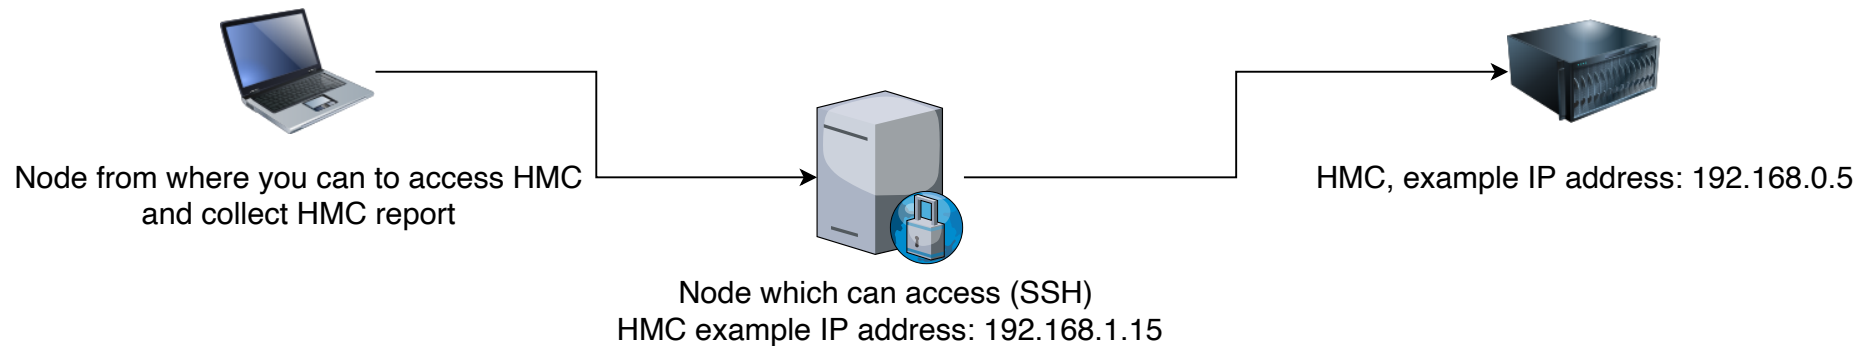 Node from where you can to access HMC
and collect HMC report
Node which can access (SSH)
HMC example IP address: 192.168.1.15
HMC, example IP address: 192.168.0.5